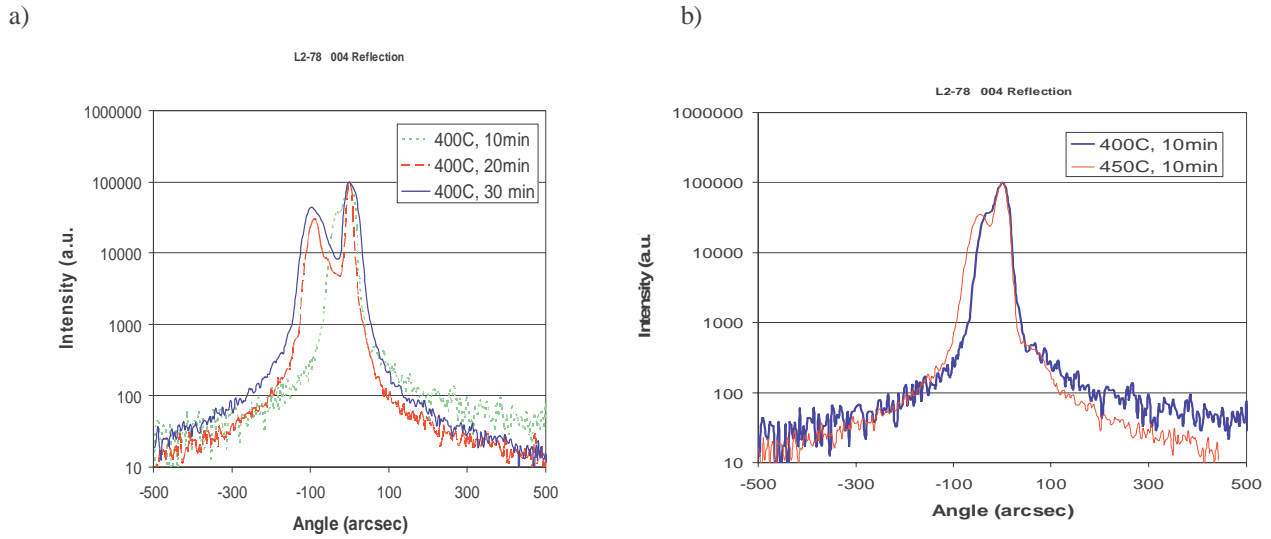 a)
L2-78 004 Reflection
1000000
100000
10000
1000
100
10
400C, 10min
400C, 20min
400C, 30 min
Intensity (a.u.)
-500 -300 -100 100 300 500
Angle (arcsec)
b)
L2-78 004 Reflection
1000000
100000
10000
1000
100
10
400C, 10min
450C, 10min
Intensity (a.u.
-500 -300 -100 100 300 500
Angle (arcsec)